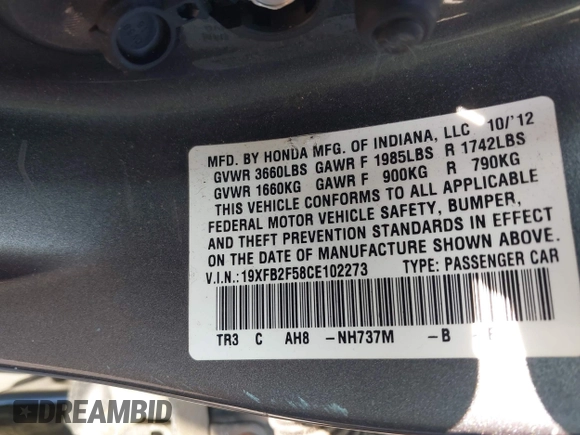 MFD. BY HONDA MFG. OF INDIANA, LLC 10/'12
GVWR 3660LBS GAWR F 1985LBS R 1742LBS
GVWR 1660KG GAWR F 900KG R 790KG
THIS VEHICLE CONFORMS TO ALL APPLICABLE
FEDERAL MOTOR VEHICLE SAFETY, BUMPER,
AND THEFT PREVENTION STANDARDS IN EFFECT
ON THE DATE OF MANUFACTURE SHOWN ABOVE.
V.I.N.:19XFB2F58CE102273 TYPE: PASSENGER CAR
TR3 C AH8 -NH737M -B
DREAMBID